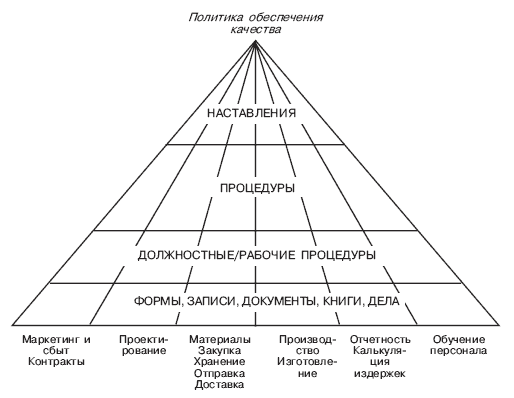 Политика обеспечения
качества
НАСТАВЛЕНИЯ
ПРОЦЕДУРЫ
ДОЛЖНОСТНЫЕ/РАБОЧИЕ ПРОЦЕДУРЫ
ФОРМЫ, ЗАПИСИ, ДОКУМЕНТЫ, КНИГИ, ДЕЛА
Маркетинг и
сбыт
Контракты
Проекти-
рование
Материалы
Закупка
Хранение
Отправка
Доставка
Производ-
ство
Изготовле-
ние
Отчетность
Калькуля-
ция
издержек
Обучение
персонала